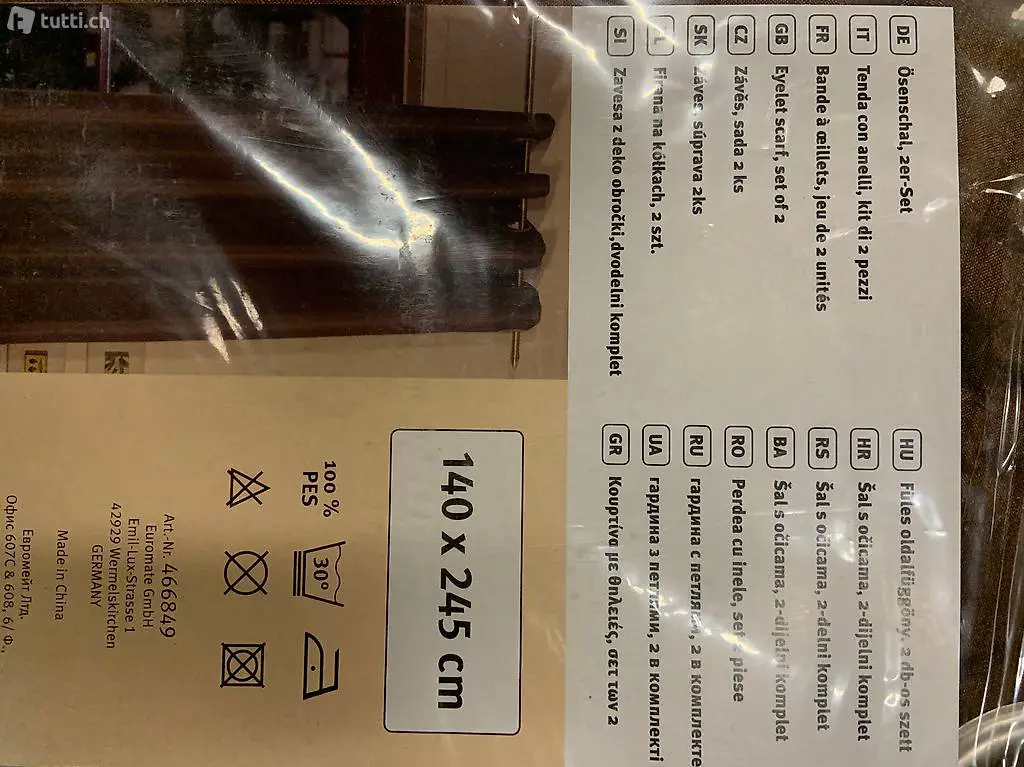 tutti.ch
DE Ösenschal, 2er-Set
IT Tenda con anelli, kit di 2 pezzi
FR Bande à œillets, jeu de 2 unités
GB Eyelet scarf, set of 2
CZ Závěs, sada 2 ks
SK Záves, súprava 2ks
PL Firana na kółkach, 2 szt.
SI Zavesa z deko obročki,dvodelni komplet
HU Füles oldalfüggöny, 2 db-os szett
HR Šal s očicama, 2-dijelni komplet
RS Šal s očicama, 2-delni komplet
BA Šal s očicama, 2-dijelni komplet
RO Perdea cu inele, set 2 piese
RU гардина с петлями, 2 в комплекте
UA гардина з петлями, 2 в комплекті
GR Κουρτίνα με θηλειές, σετ των 2
140 x 245 cm
100 %
PES
30°
Art.-Nr. 466849
Euromate GmbH
Emil-Lux-Strasse 1
42929 Wermelskirchen
GERMANY
Made in China
Евромейт Лтд.
Офис 607C & 608, 6/ Ф.,